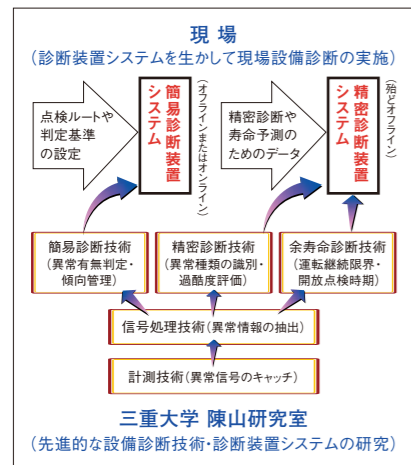 現 場
（診断装置システムを生かして現場設備診断の実施）
点検ルートや
判定基準
の設定
簡易診断装置
システム
（オフラインまたはオンライン）
精密診断や
寿命予測の
ためのデータ
精密診断装置
システム
（殆どオフライン）
簡易診断技術
（異常有無判定・
傾向管理）
精密診断技術
（異常種類の識別・
過酷度評価）
余寿命診断技術
（運転継続限界・
開放点検時期）
信号処理技術（異常情報の抽出）
計測技術（異常信号のキャッチ）
三重大学 陳山研究室
（先進的な設備診断技術・診断装置システムの研究）